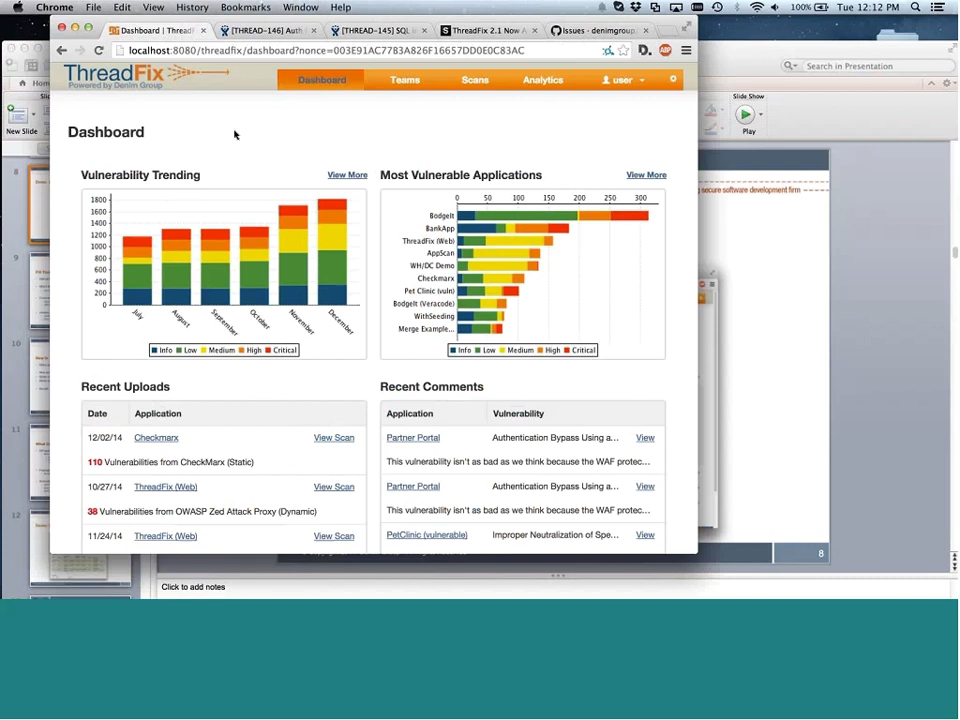 Chrome File Edit View History Bookmarks Window Help 100% Tue 12:12 PM
Dashboard | ThreadF [THREAD-146] Auth [THREAD-145] SQL ThreadFix 2.1 Now A Issues · denimgroup
localhost:8080/threadfix/dashboard?nonce=003E91AC77B3A826F16657DD0E0C83AC
Search in Presentation
Home
ThreadFix
Powered by Denim Group
Dashboard Teams Scans Analytics user
Slide Show
New Slide
Play
Dashboard
Vulnerability Trending View More
1800
1600
1400
1200
1000
800
600
400
200
0
July August September October November December
Info Low Medium High Critical
Most Vulnerable Applications View More
0 50 100 150 200 250 300
BodgeIt
BankApp
ThreadFix (Web)
AppScan
WH/DC Demo
Checkmarx
Pet Clinic (vuln)
BodgeIt (Veracode)
WithSeeding
Merge Example...
Info Low Medium High Critical
secure software development firm
Recent Uploads
Date Application
12/02/14 Checkmarx View Scan
110 Vulnerabilities from CheckMarx (Static)
10/27/14 ThreadFix (Web) View Scan
38 Vulnerabilities from OWASP Zed Attack Proxy (Dynamic)
11/24/14 ThreadFix (Web) View Scan
Recent Comments
Application Vulnerability
Partner Portal Authentication Bypass Using a... View
This vulnerability isn't as bad as we think because the WAF protec...
Partner Portal Authentication Bypass Using a... View
This vulnerability isn't as bad as we think because the WAF protec...
PetClinic (vulnerable) Improper Neutralization of Spe... View
8
9
10
11
12
8
Click to add notes